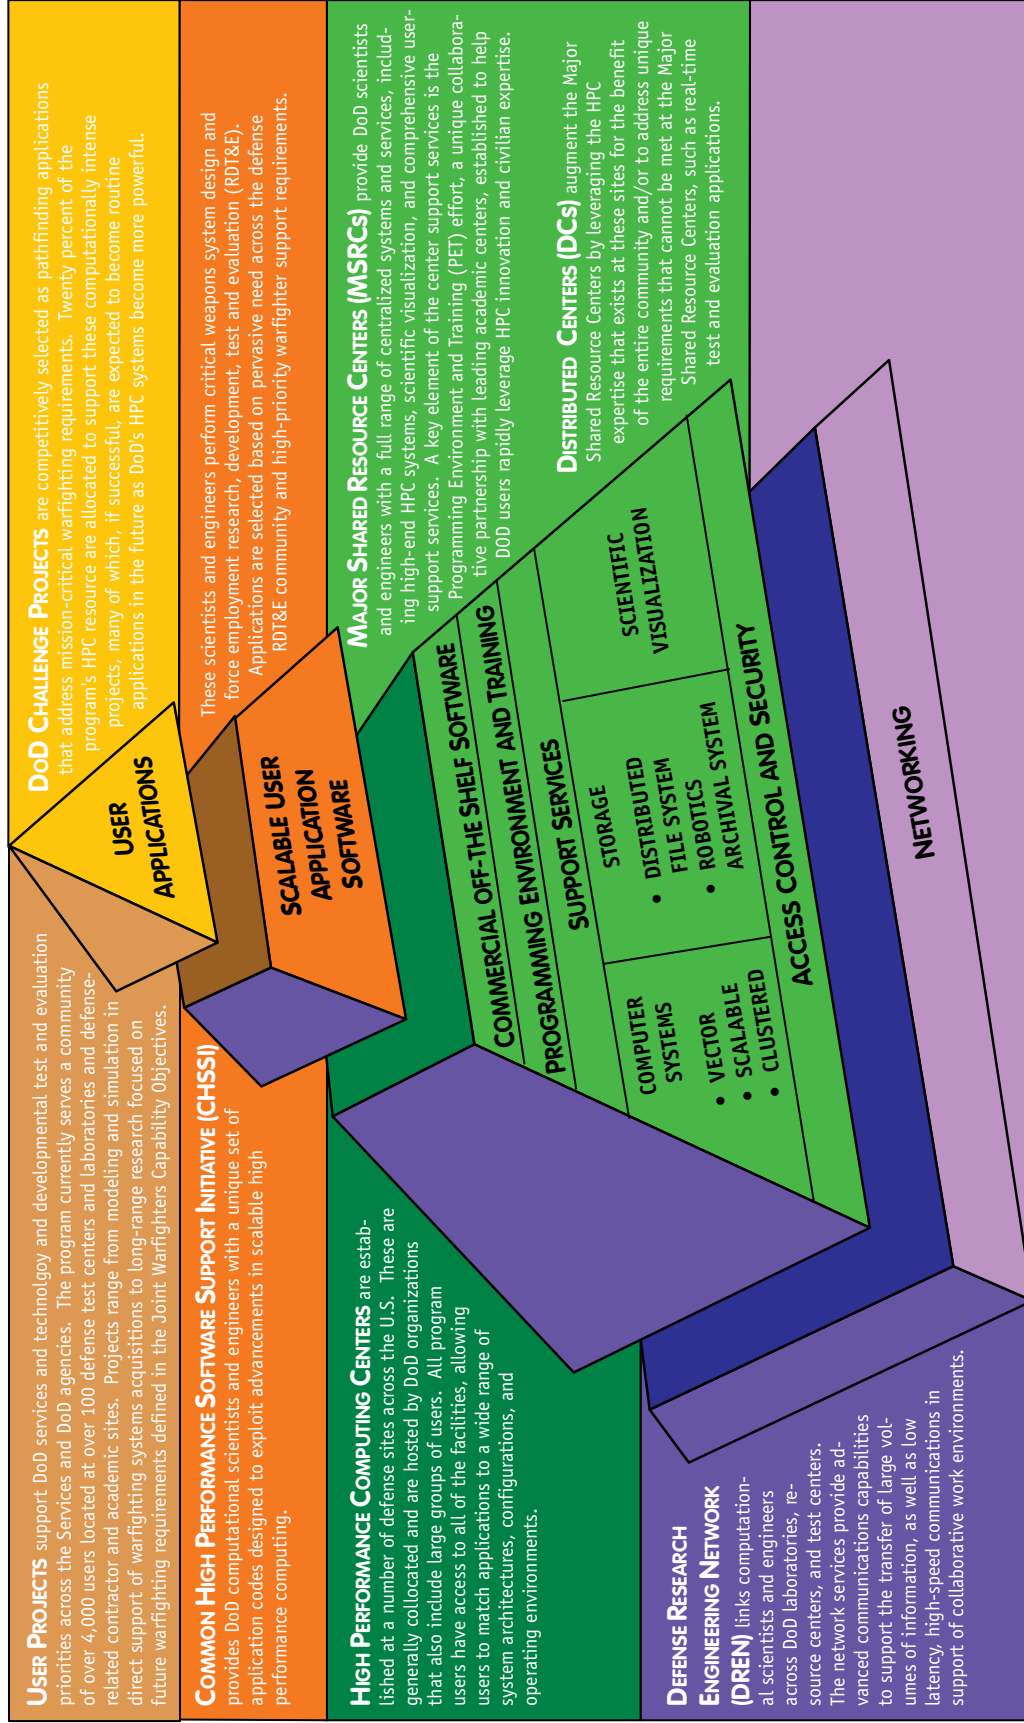 USER PROJECTS support DoD services and technolgoy and developmental test and evaluation
priorities across the Services and DoD agencies. The program currently serves a community
of over 4,000 users located at over 100 defense test centers and laboratories and defense-
related contractor and academic sites. Projects range from modeling and simulation in
direct support of warfighting systems acquisitions to long-range research focused on
future warfighting requirements defined in the Joint Warfighters Capability Objectives.
DOD CHALLENGE PROJECTS are competitively selected as pathfinding applications
that address mission-critical warfighting requirements. Twenty percent of the
program's HPC resource are allocated to support these computationally intense
projects, many of which, if successful, are expected to become routine
applications in the future as DoD's HPC systems become more powerful.
USER
APPLICATIONS
COMMON HIGH PERFORMANCE SOFTWARE SUPPORT INITIATIVE (CHSSI)
provides DoD computational scientists and engineers with a unique set of
application codes designed to exploit advancements in scalable high
performance computing.
These scientists and engineers perform critical weapons system design and
force employment research, development, test and evaluation (RDT&E).
Applications are selected based on pervasive need across the defense
RDT&E community and high-priority warfighter support requirements.
SCALABLE USER
APPLICATION
SOFTWARE
HIGH PERFORMANCE COMPUTING CENTERS are estab-
lished at a number of defense sites across the U.S. These are
generally collocated and are hosted by DoD organizations
that also include large groups of users. All program
users have access to all of the facilities, allowing
users to match applications to a wide range of
system architectures, configurations, and
operating environments.
MAJOR SHARED RESOURCE CENTERS (MSRCS) provide DoD scientists
and engineers with a full range of centralized systems and services, includ-
ing high-end HPC systems, scientific visualization, and comprehensive user-
support services. A key element of the center support services is the
Programming Environment and Training (PET) effort, a unique collabora-
tive partnership with leading academic centers, established to help
DOD users rapidly leverage HPC innovation and civilian expertise.
DISTRIBUTED CENTERS (DCS) augment the Major
Shared Resource Centers by leveraging the HPC
expertise that exists at these sites for the benefit
of the entire community and/or to address unique
requirements that cannot be met at the Major
Shared Resource Centers, such as real-time
test and evaluation applications.
COMMERCIAL OFF-THE SHELF SOFTWARE
PROGRAMMING ENVIRONMENT AND TRAINING
SUPPORT SERVICES
COMPUTER
SYSTEMS
• VECTOR
• SCALABLE
• CLUSTERED
STORAGE
• DISTRIBUTED
FILE SYSTEM
• ROBOTICS
ARCHIVAL SYSTEM
SCIENTIFIC
VISUALIZATION
ACCESS CONTROL AND SECURITY
DEFENSE RESEARCH
ENGINEERING NETWORK
(DREN) links computation-
al scientists and engineers
across DoD laboratories, re-
source centers, and test centers.
The network services provide ad-
vanced communications capabilities
to support the transfer of large vol-
umes of information, as well as low
latency, high-speed communications in
support of collaborative work environments.
NETWORKING